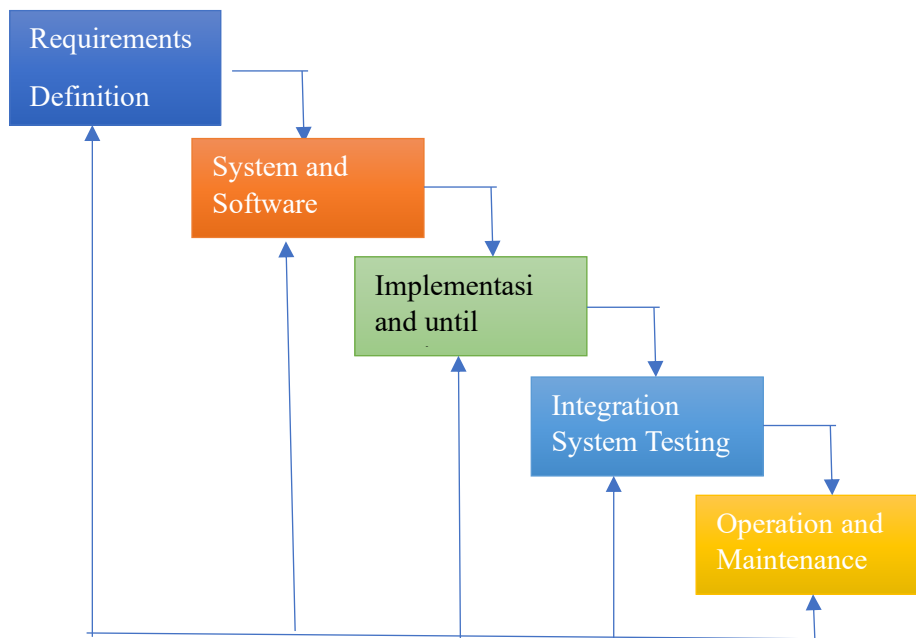 Requirements
Definition
System and
Software
Implementasi
and until
Integration
System Testing
Operation and
Maintenance